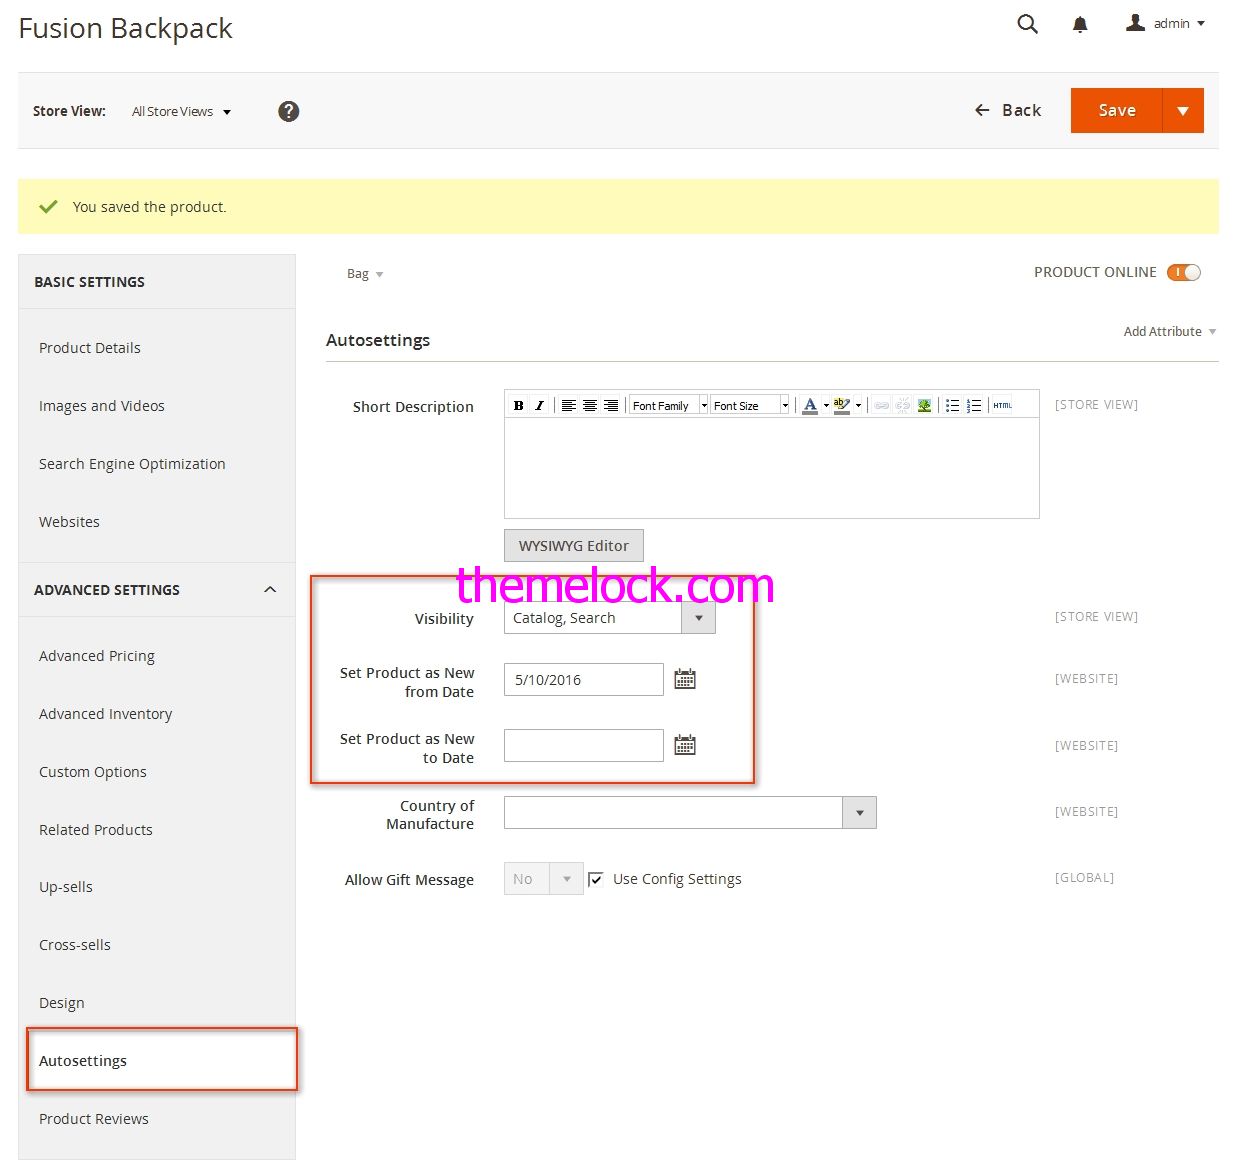 Fusion Backpack
admin
Store View: All Store Views ?
Back
Save
You saved the product.
BASIC SETTINGS
Product Details
Images and Videos
Search Engine Optimization
Websites
ADVANCED SETTINGS
Advanced Pricing
Advanced Inventory
Custom Options
Related Products
Up-sells
Cross-sells
Design
Autosettings
Product Reviews
Bag
PRODUCT ONLINE
Autosettings
Add Attribute
Short Description
B I Font Family Font Size A ab HTML
[STORE VIEW]
WYSIWYG Editor
themelock.com
Visibility
Catalog, Search
[STORE VIEW]
Set Product as New
from Date
5/10/2016
[WEBSITE]
Set Product as New
to Date
[WEBSITE]
Country of
Manufacture
[WEBSITE]
Allow Gift Message
No
Use Config Settings
[GLOBAL]